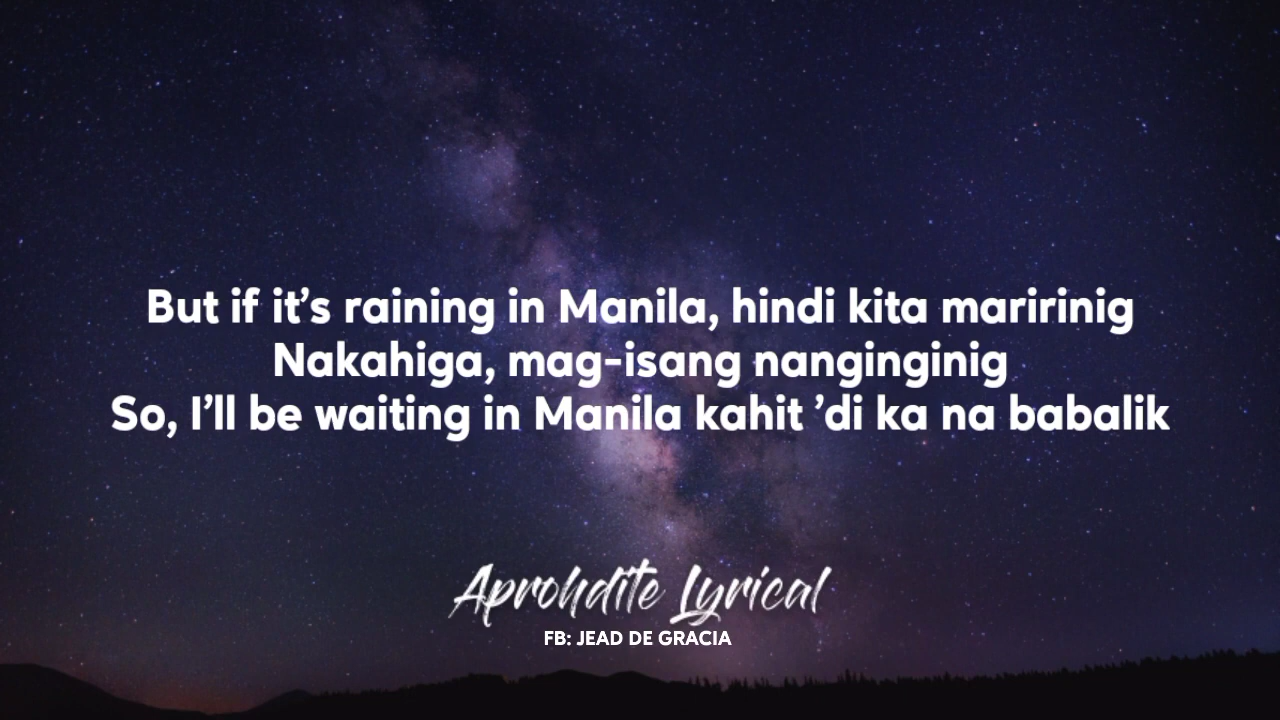 But if it’s raining in Manila, hindi kita maririnig
Nakahiga, mag-isang nanginginig
So, I’ll be waiting in Manila kahit ’di ka na babalik
Aprohdite Lyrical
FB: JEAD DE GRACIA